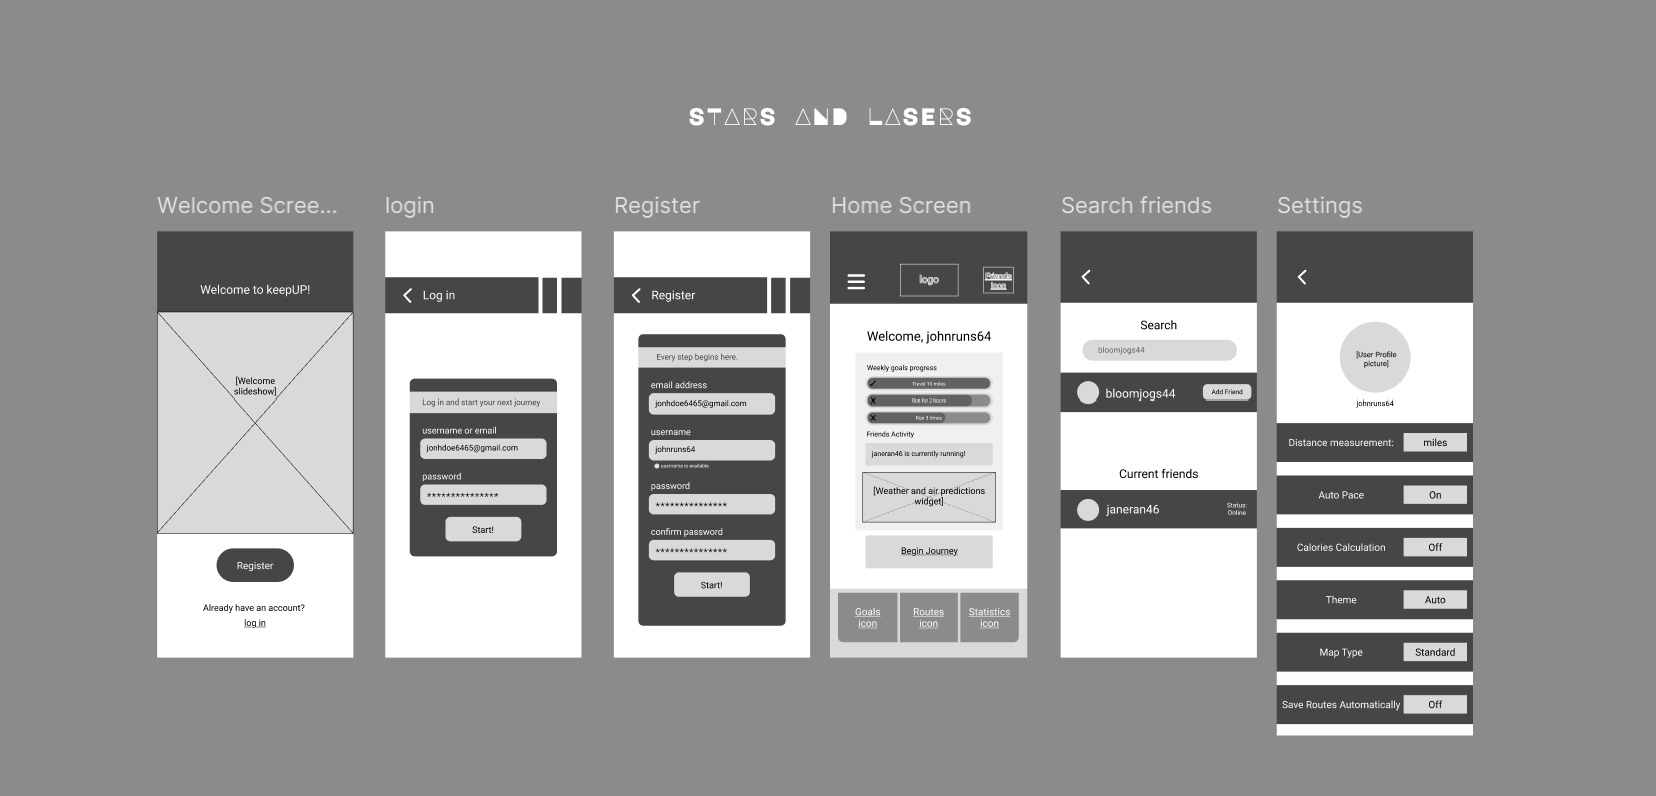 STARS AND LASERS
Welcome Scree...
Welcome to keepUP!
[Welcome
slideshow]
Register
Already have an account?
log in
login
Log in
Log in and start your next journey
username or email
jonhdoe6465@gmail.com
password
***************
Start!
Register
Register
Every step begins here.
email address
jonhdoe6465@gmail.com
username
johnruns64
username is available
password
***************
confirm password
***************
Start!
Home Screen
logo
Friends
icon
Welcome, johnruns64
Weekly goals progress
Travel 10 miles
Run for 2 hours
Run 3 times
Friends Activity
janeran46 is currently running!
[Weather and air predictions
widget]
Begin Journey
Goals
icon
Routes
icon
Statistics
icon
Search friends
Search
bloomjogs44
bloomjogs44
Add Friend
Current friends
janeran46
Status:
Online
Settings
[User Profile
picture]
johnruns64
Distance measurement: miles
Auto Pace On
Calories Calculation Off
Theme Auto
Map Type Standard
Save Routes Automatically Off